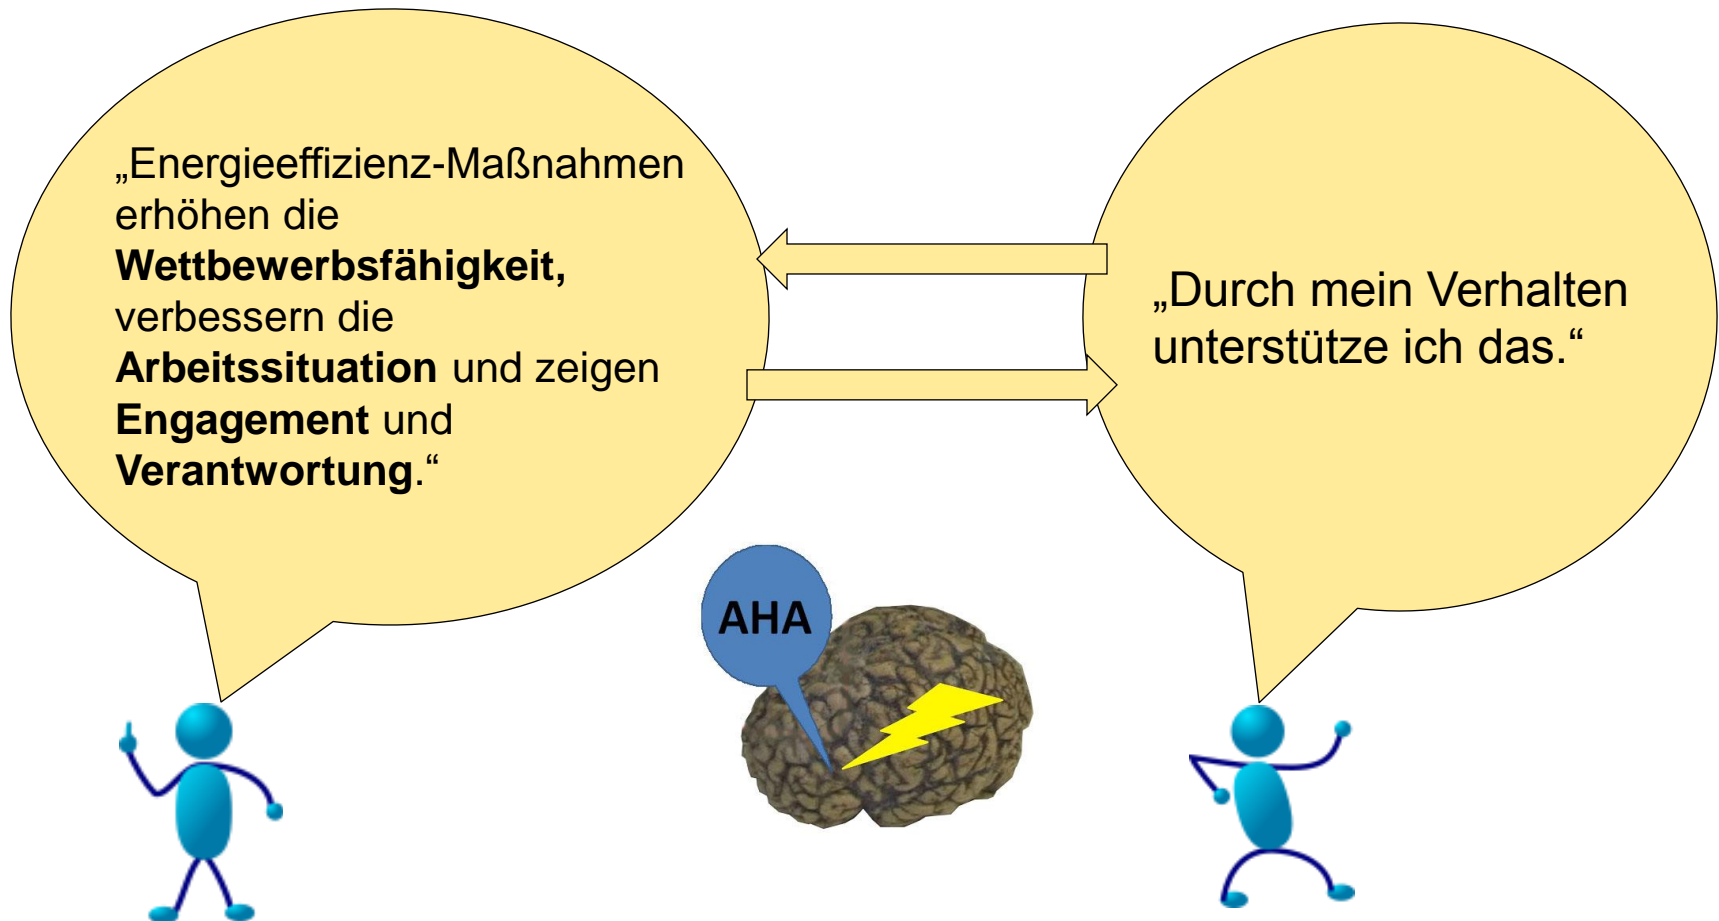 „Energieeffizienz-Maßnahmen
erhöhen die
Wettbewerbsfähigkeit,
verbessern die
Arbeitssituation und zeigen
Engagement und
Verantwortung.“
„Durch mein Verhalten
unterstütze ich das.“
AHA